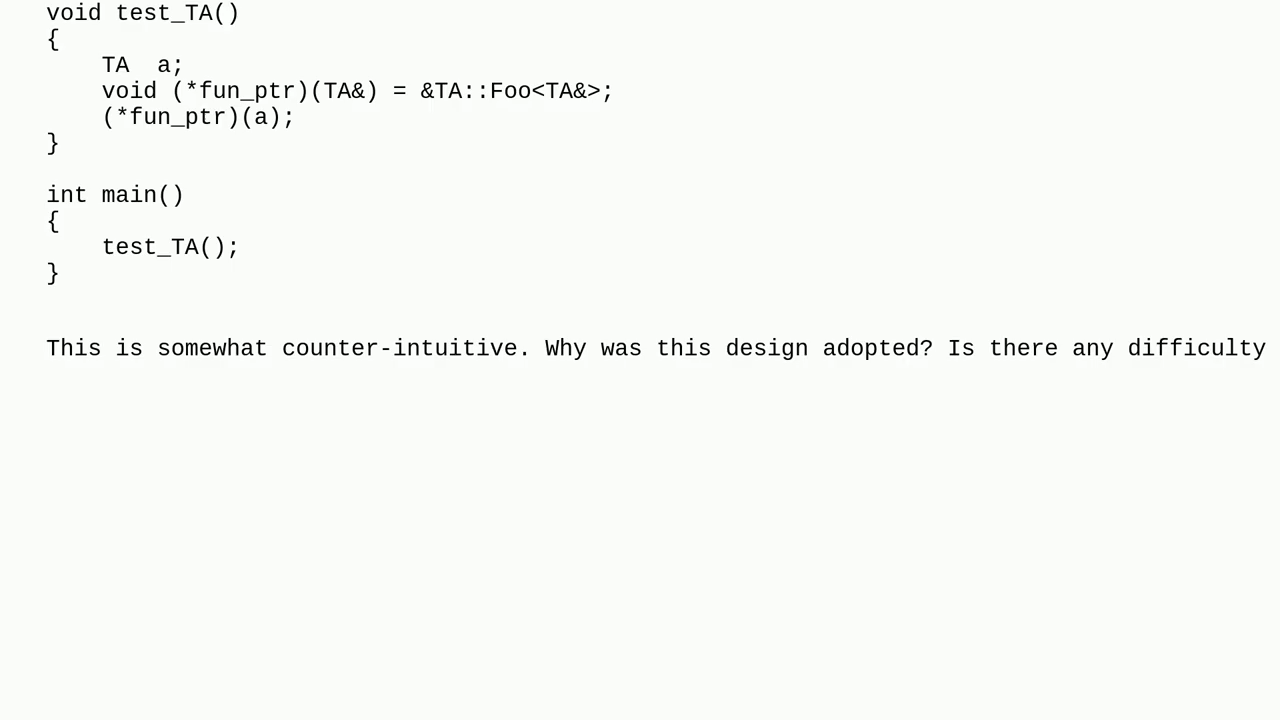 void test_TA()
{
    TA  a;
    void (*fun_ptr)(TA&) = &TA::Foo<TA&>;
    (*fun_ptr)(a);
}

int main()
{
    test_TA();
}

This is somewhat counter-intuitive. Why was this design adopted? Is there any difficulty